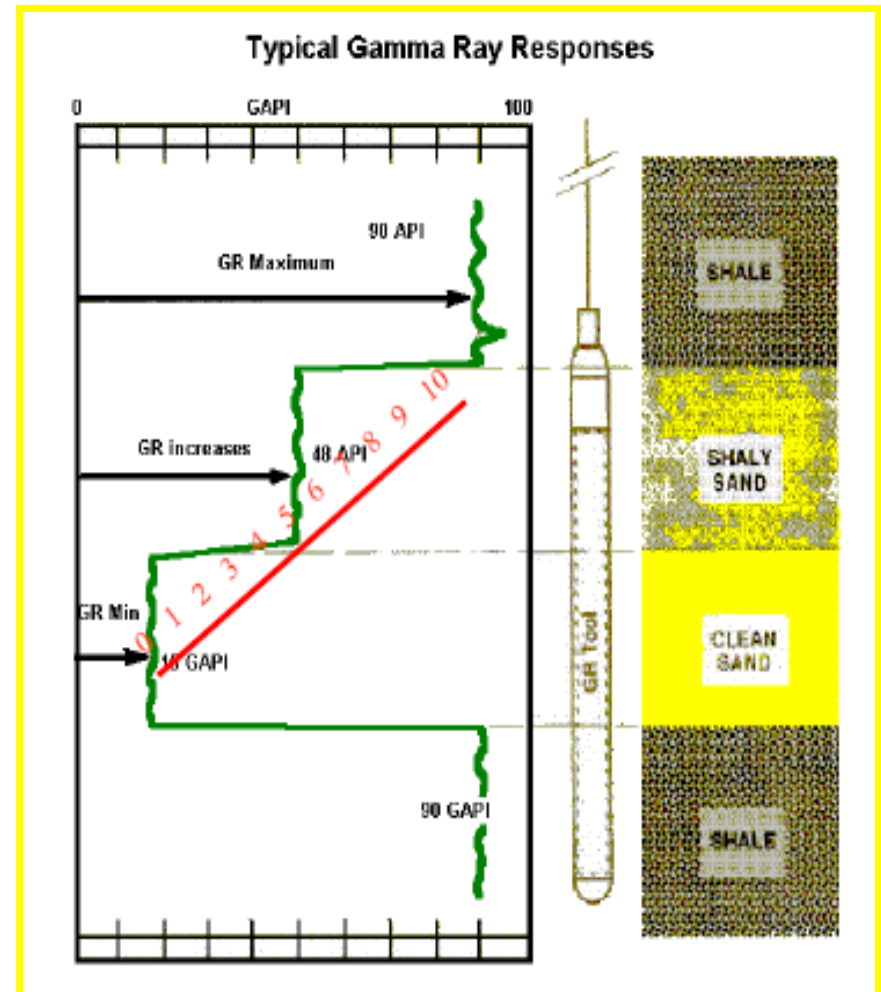 Typical Gamma Ray Responses
0 GAPI 100
90 API
GR Maximum
SHALE
10
9
8
7
6
5
4
3
2
1
0
GR increases
48 API
SHALY
SAND
GR Min
GAPI
GR Tool
CLEAN
SAND
90 GAPI
SHALE